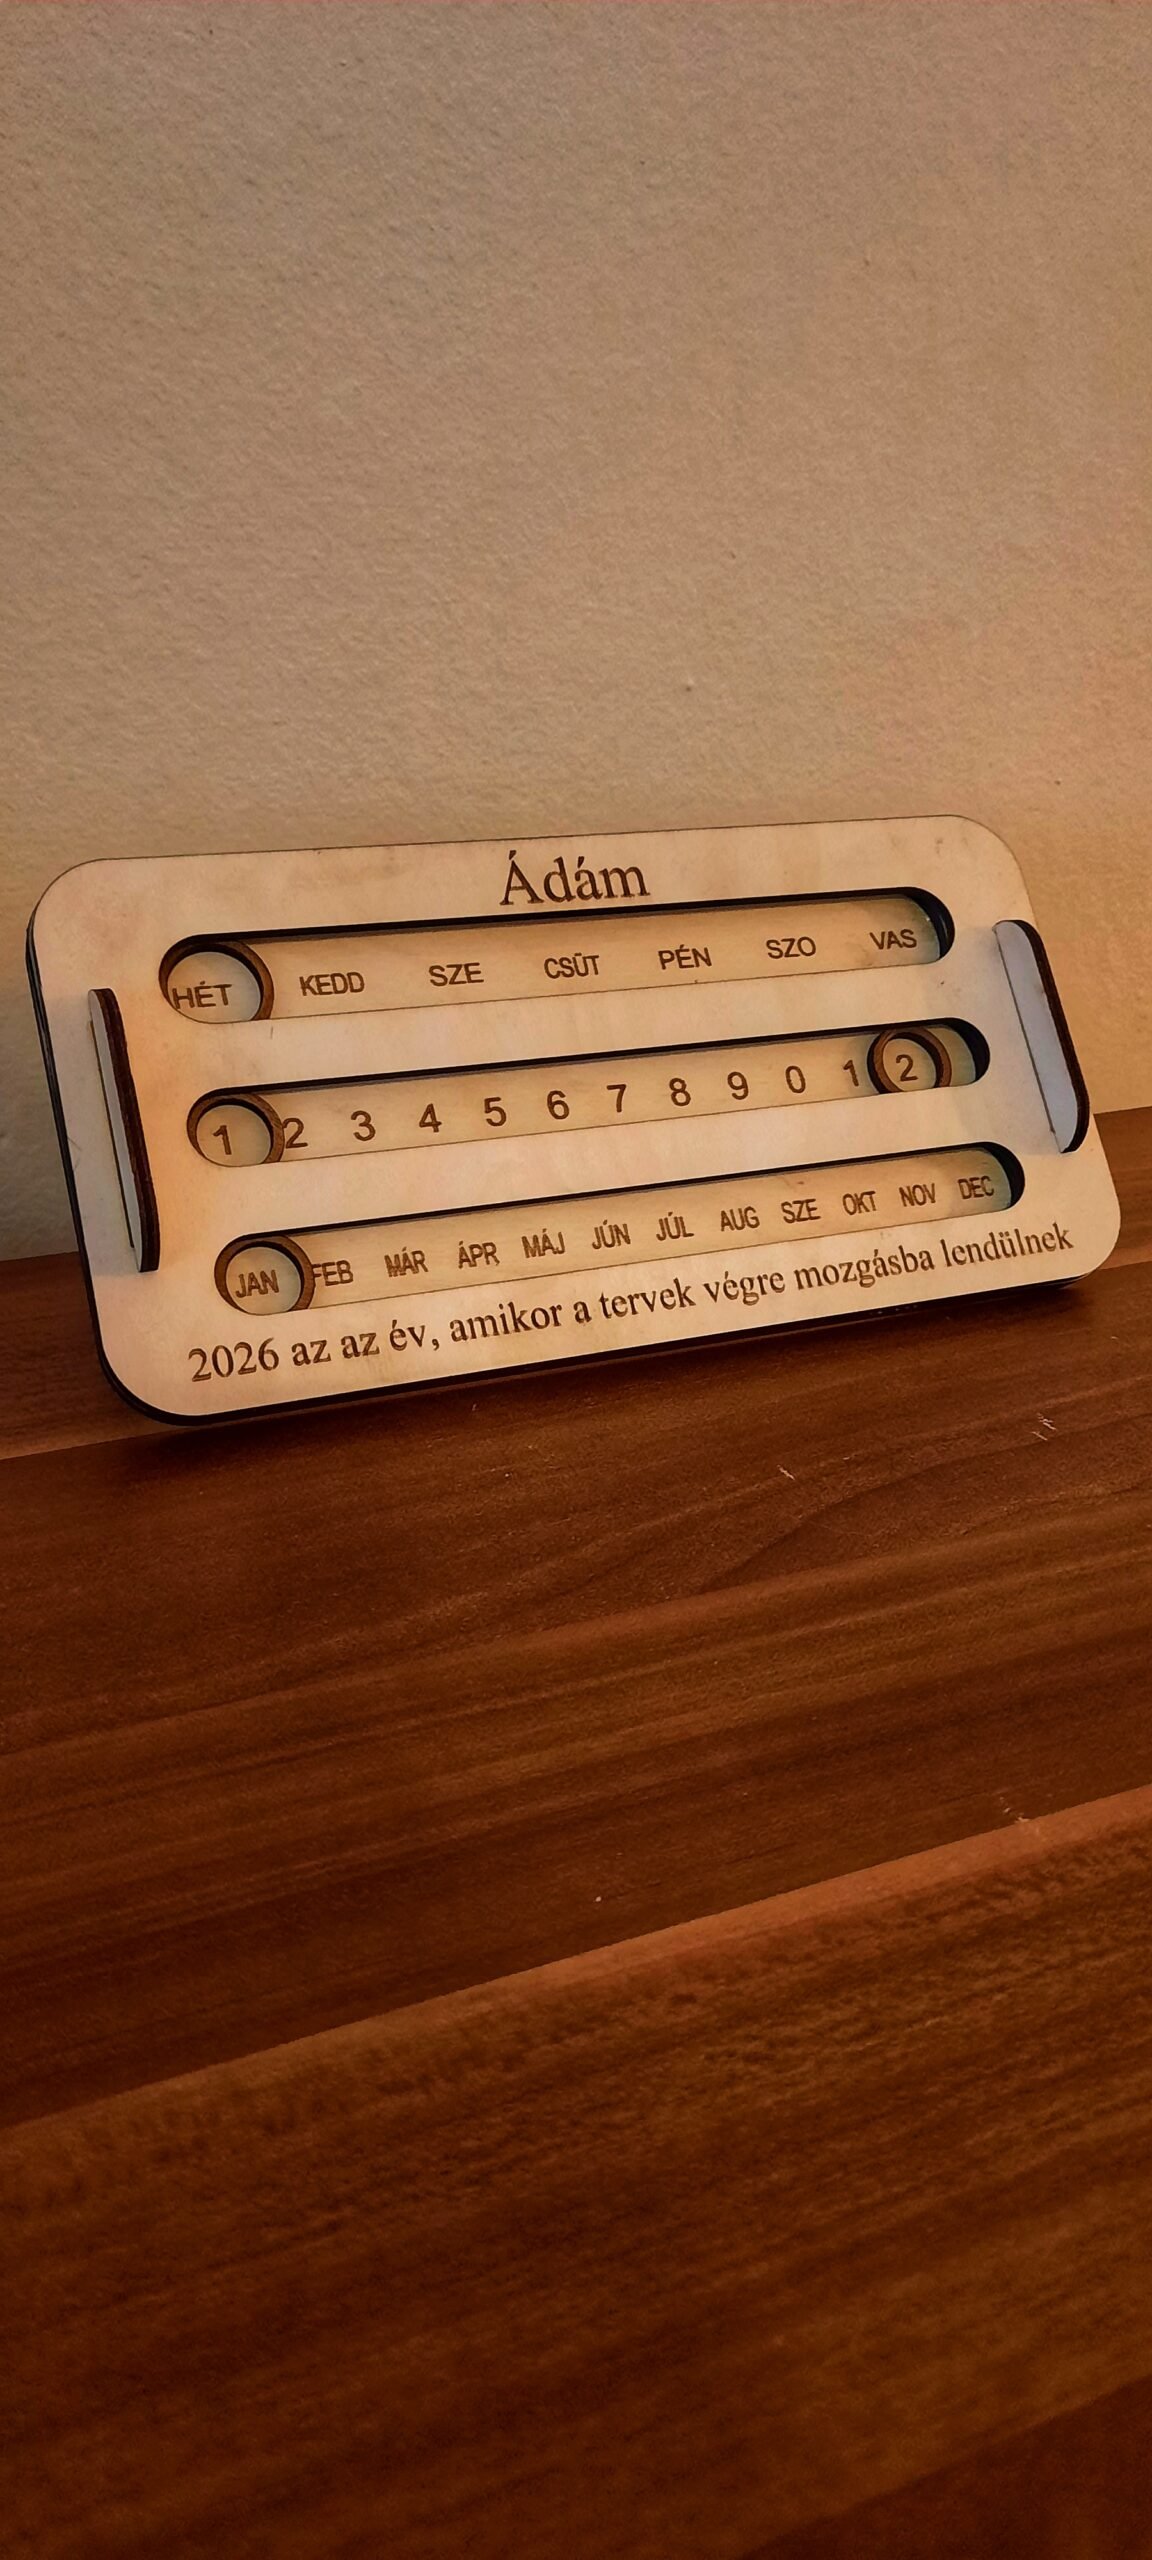 Ádám
HÉT KEDD SZE CSÜT PÉN SZO VAS
1 2 3 4 5 6 7 8 9 0 1 2
JAN FEB MÁR ÁPR MÁJ JÚN JÚL AUG SZE OKT NOV DEC
2026 az az év, amikor a tervek végre mozgásba lendülnek